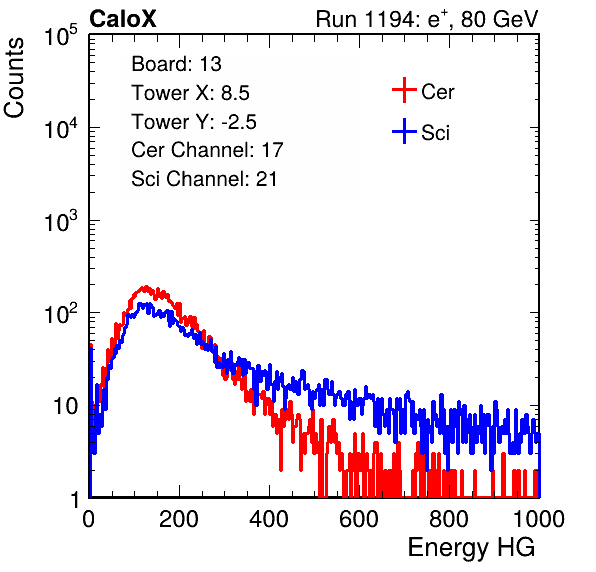 CaloX Run 1194: e+, 80 GeV
Counts
10^5
10^4
10^3
10^2
10
1
Board: 13
Tower X: 8.5
Tower Y: -2.5
Cer Channel: 17
Sci Channel: 21
Cer
Sci
0 200 400 600 800 1000
Energy HG